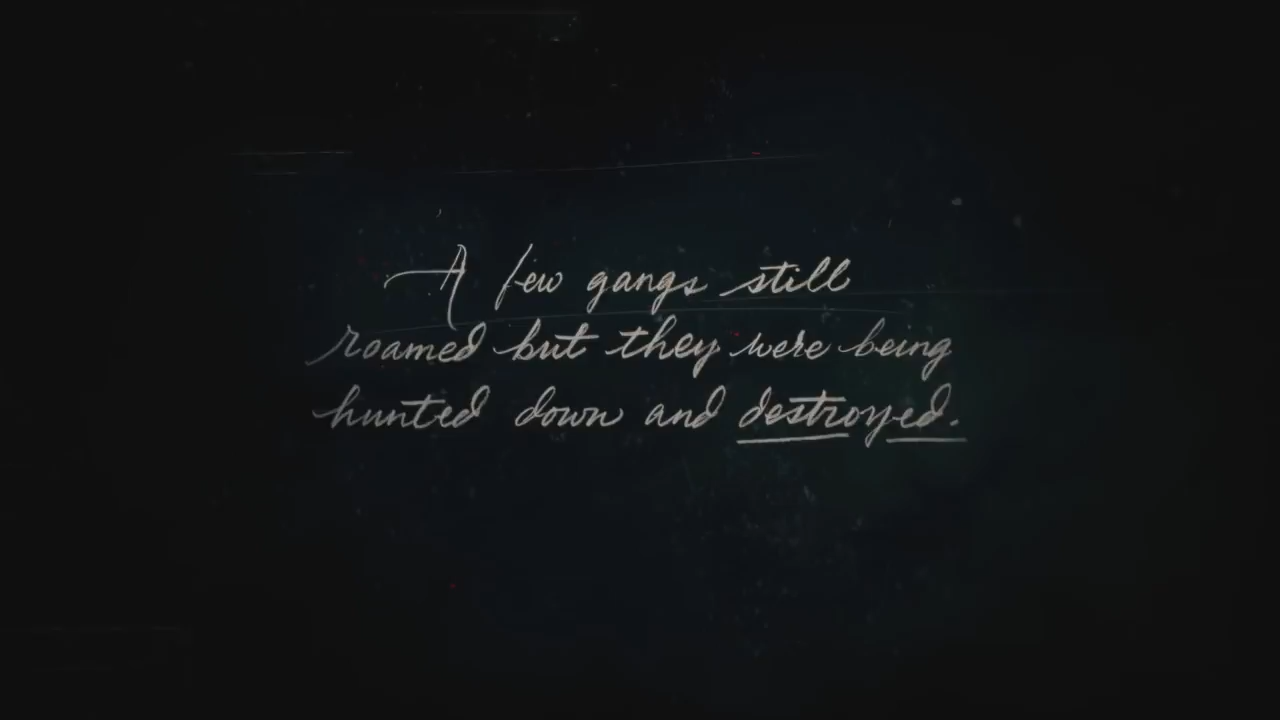 A few gangs still
roamed but they were being
hunted down and destroyed.